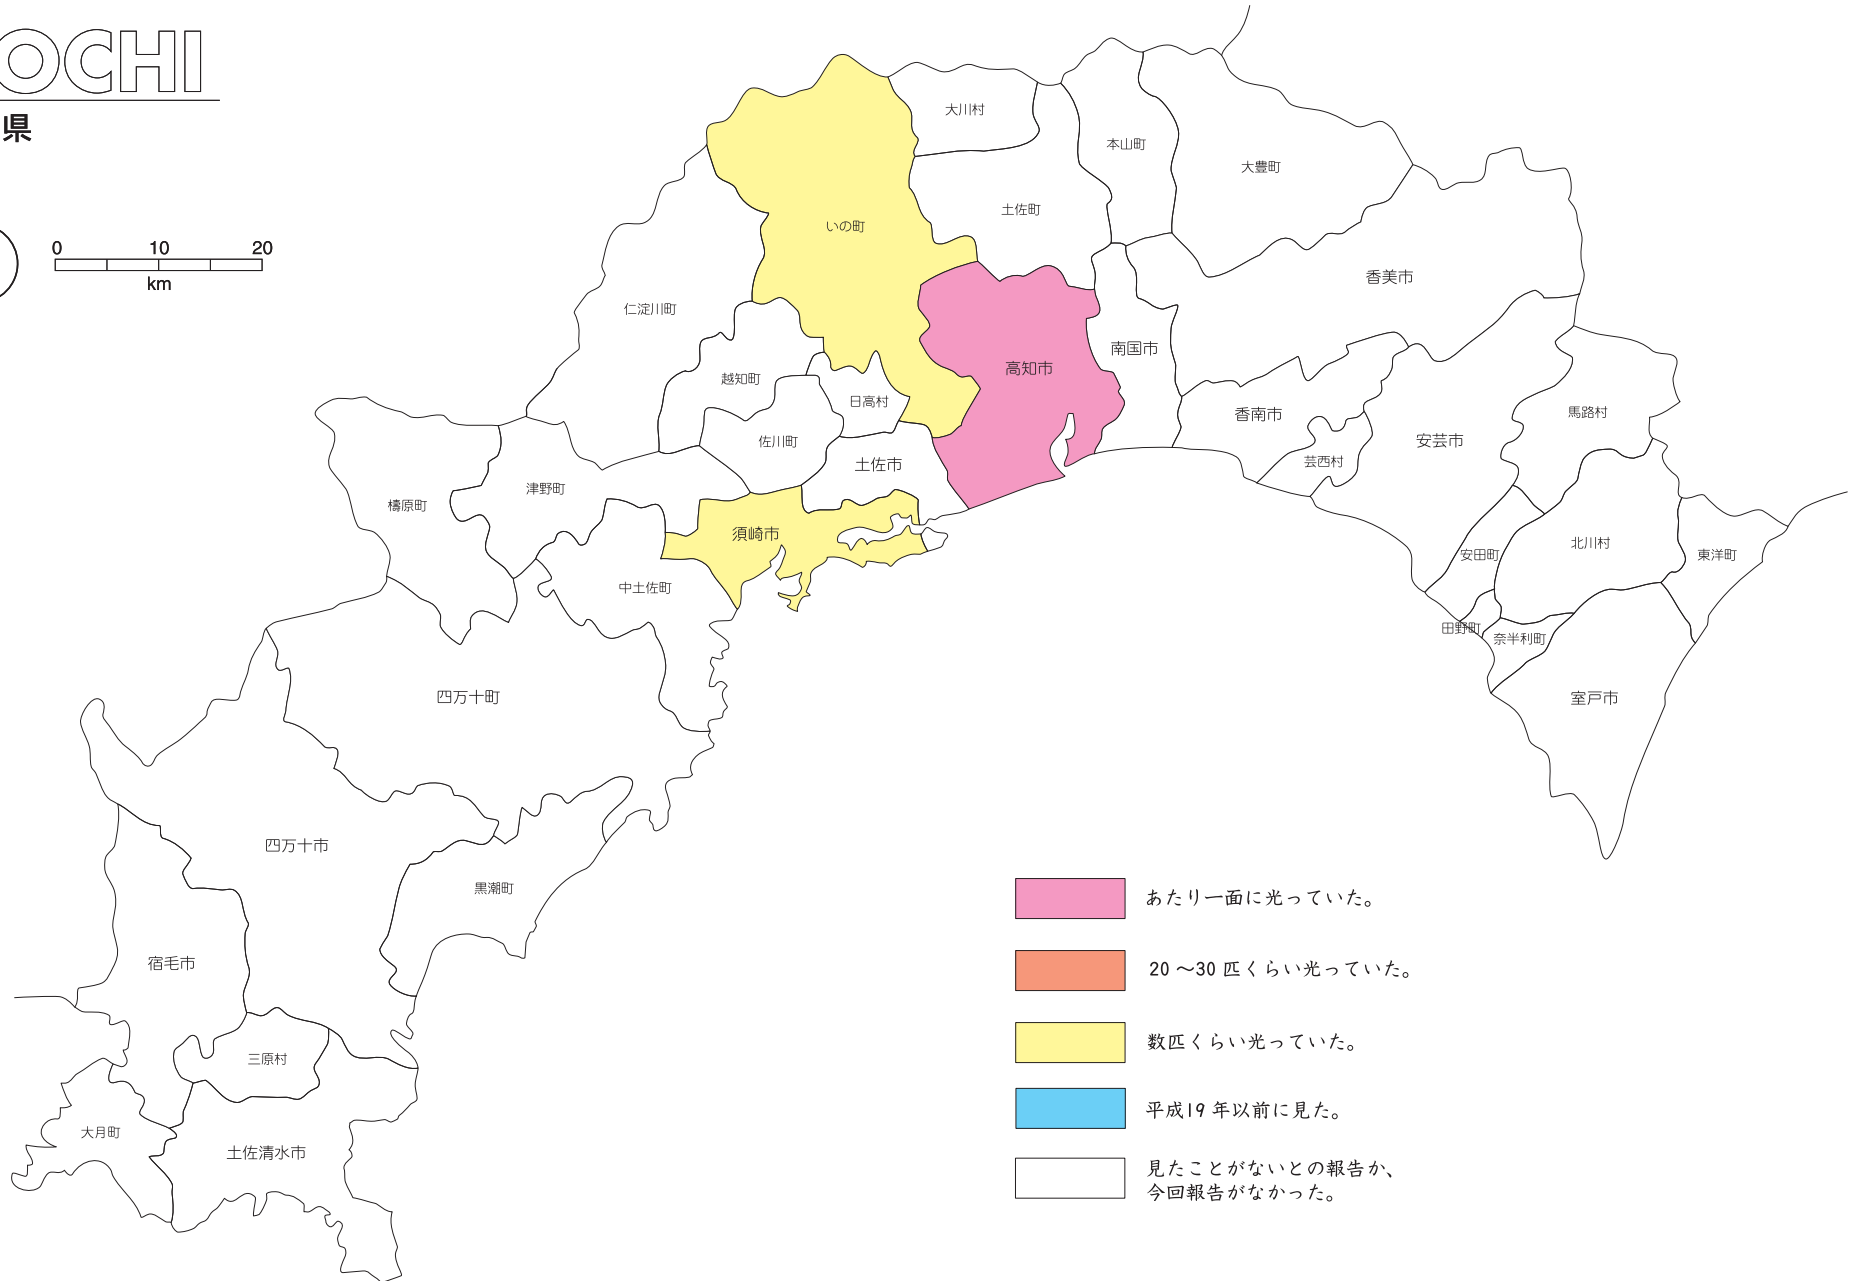 OCHI
県
0 10 20
km
大川村
本山町
大豊町
土佐町
いの町
香美市
仁淀川町
南国市
高知市
越知町
日高村
香南市
馬路村
佐川町
安芸市
土佐市
芸西村
津野町
檮原町
須崎市
北川村
安田町
東洋町
中土佐町
田野町
奈半利町
四万十町
室戸市
四万十市
黒潮町
宿毛市
三原村
大月町
土佐清水市
あたり一面に光っていた。
20〜30匹くらい光っていた。
数匹くらい光っていた。
平成19年以前に見た。
見たことがないとの報告か、
今回報告がなかった。